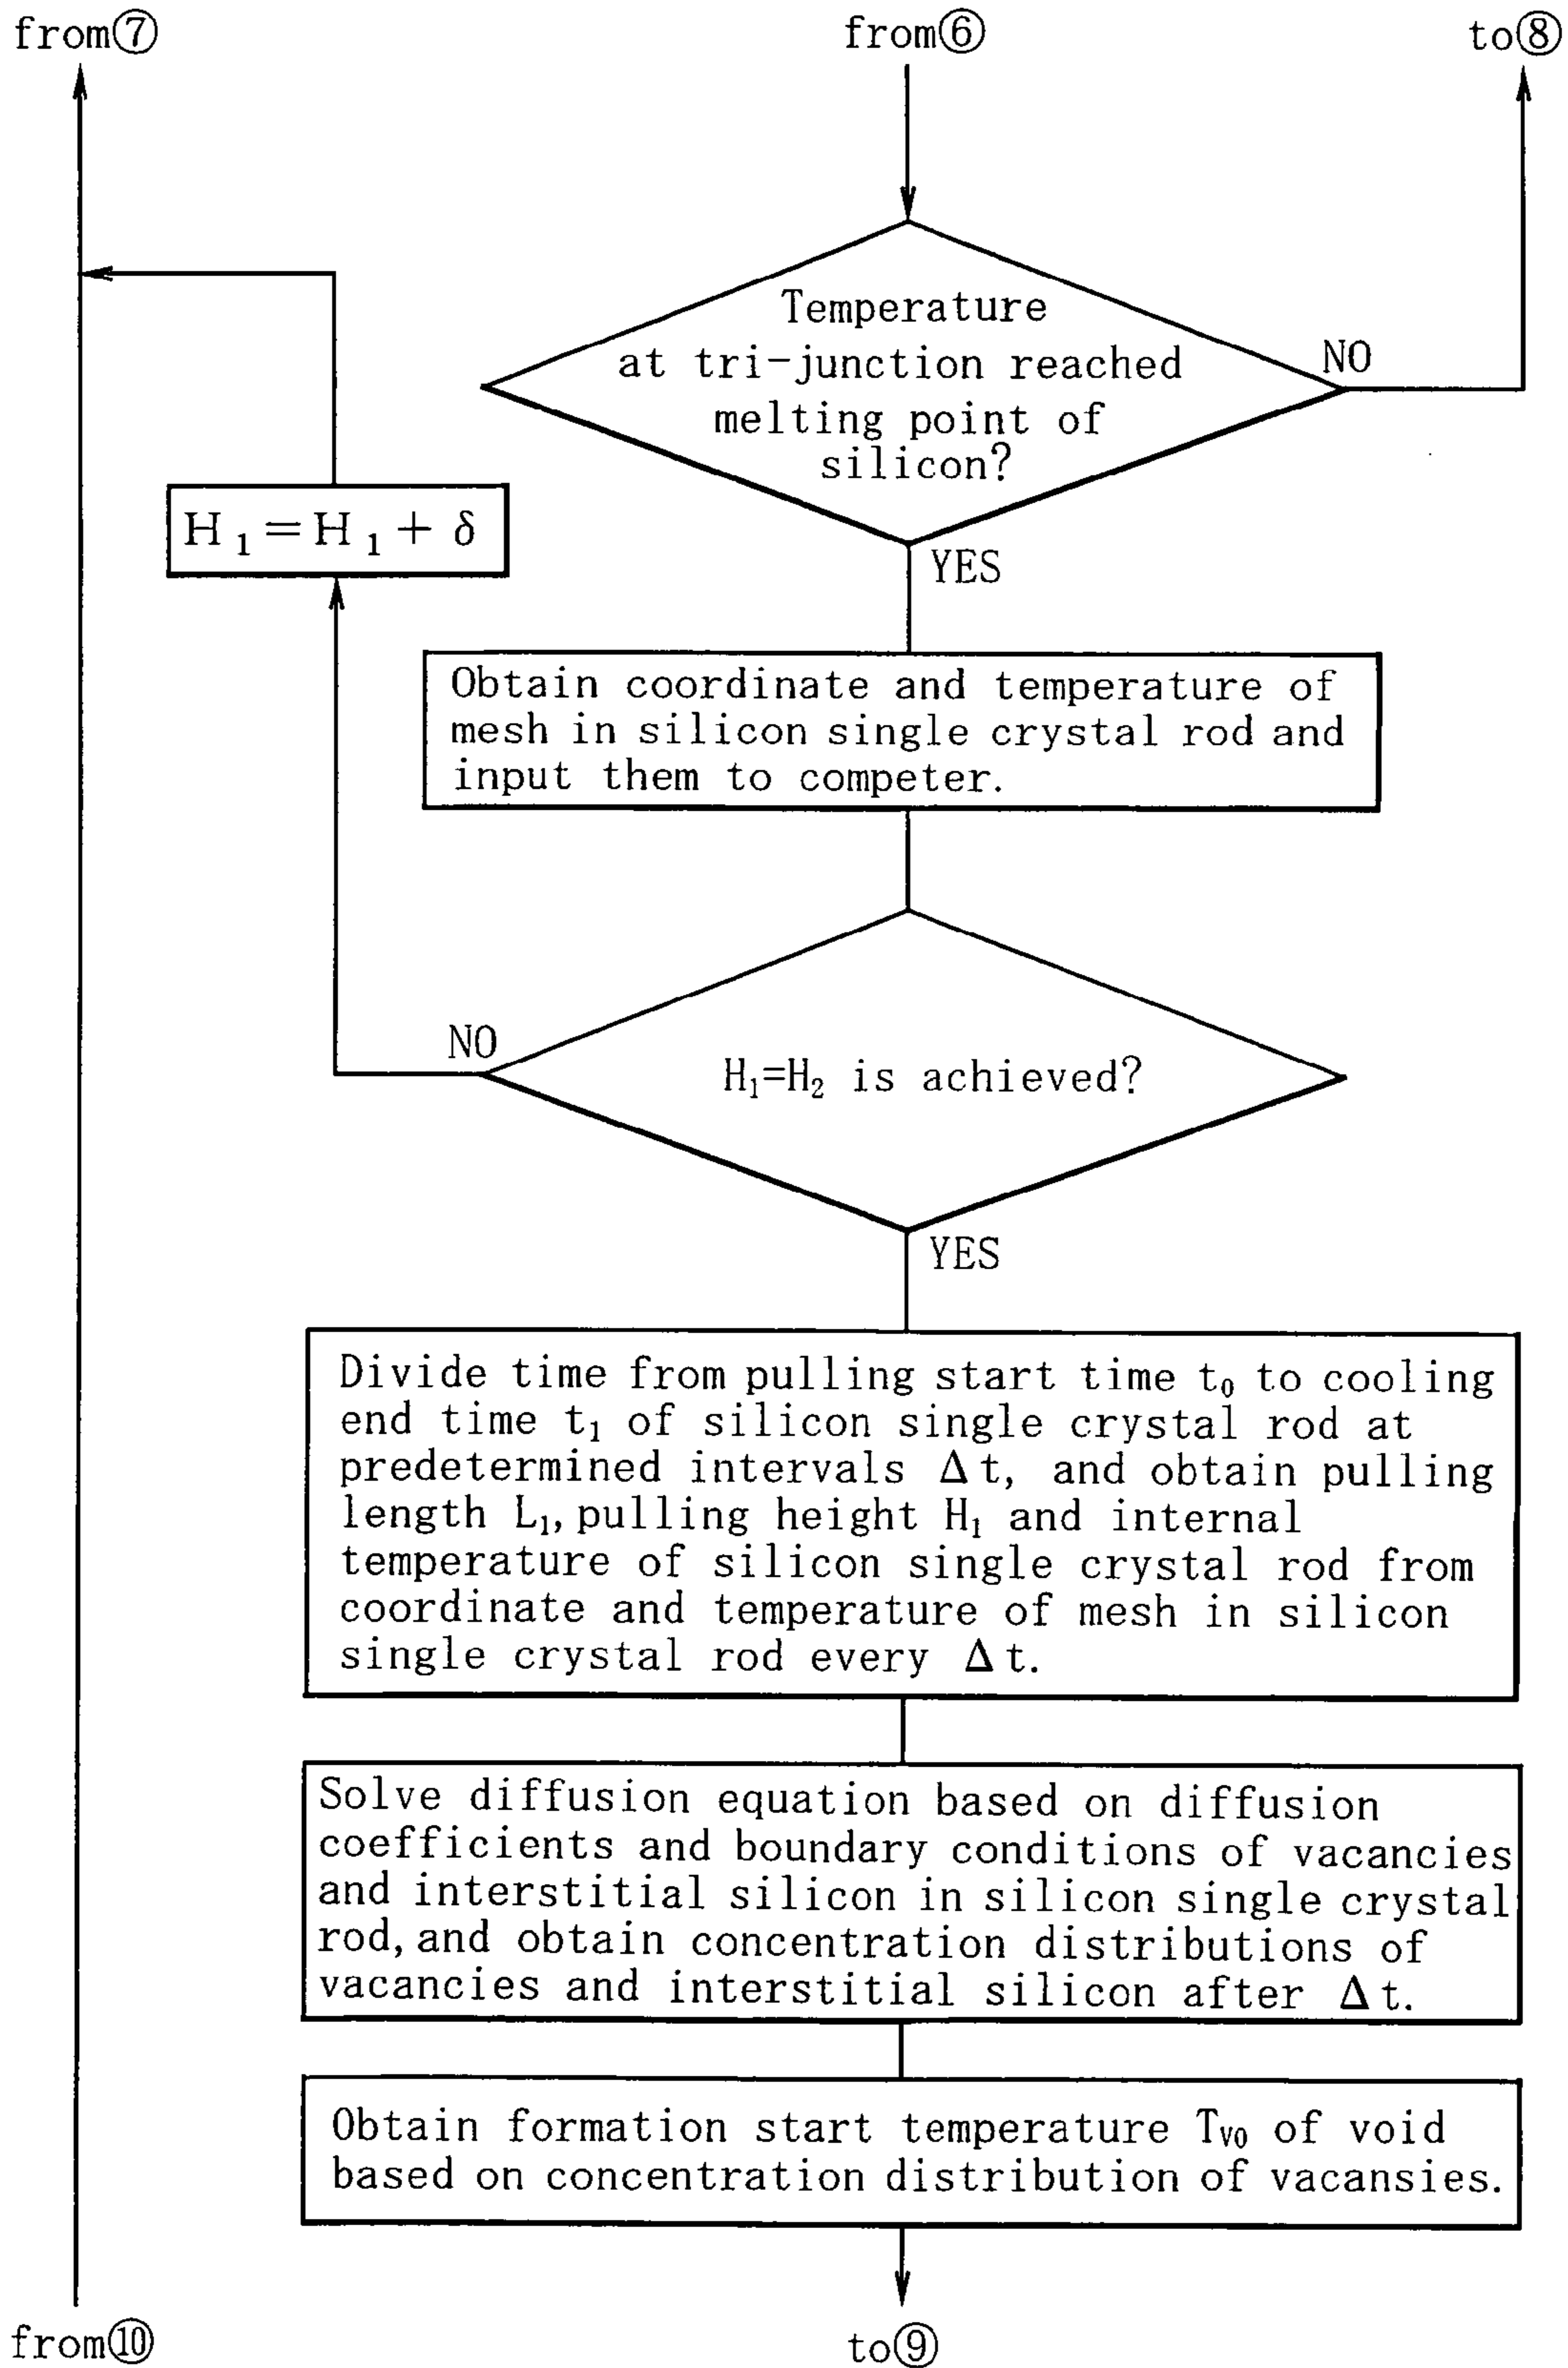 from⑦
from⑥
to⑧
Temperature
at tri-junction reached
melting point of
silicon?
NO
YES
H₁=H₁+δ
Obtain coordinate and temperature of
mesh in silicon single crystal rod and
input them to competer.
NO
H₁=H₂ is achieved?
YES
Divide time from pulling start time t₀ to cooling
end time t₁ of silicon single crystal rod at
predetermined intervals Δt, and obtain pulling
length L₁, pulling height H₁ and internal
temperature of silicon single crystal rod from
coordinate and temperature of mesh in silicon
single crystal rod every Δt.
Solve diffusion equation based on diffusion
coefficients and boundary conditions of vacancies
and interstitial silicon in silicon single crystal
rod, and obtain concentration distributions of
vacancies and interstitial silicon after Δt.
Obtain formation start temperature Tv₀ of void
based on concentration distribution of vacansies.
from⑩
to⑨